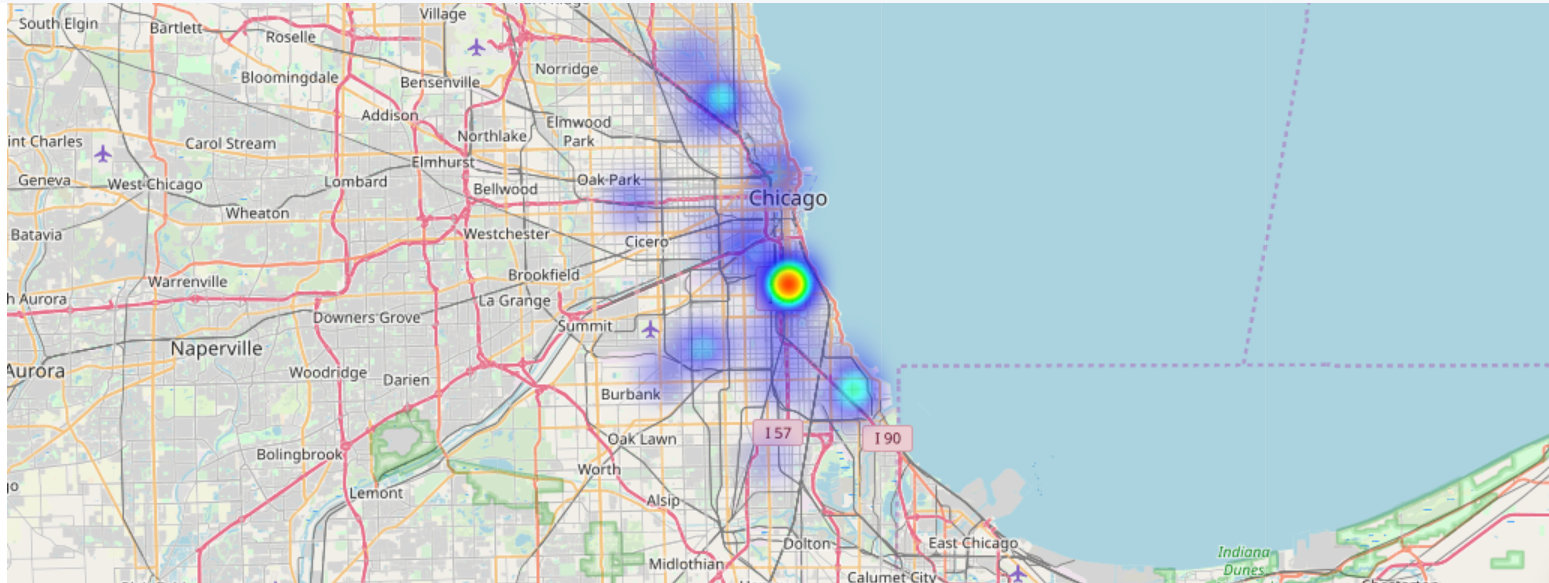 Village
South Elgin
Bartlett
Roselle
Norridge
Bloomingdale
Bensenville
Addison
Elmwood
Park
Northlake
int Charles
Carol Stream
Elmhurst
Geneva
West Chicago
Lombard
Bellwood
Oak Park
Chicago
Wheaton
Batavia
Westchester
Cicero
Brookfield
Warrenville
h Aurora
La Grange
Downers Grove
Summit
Naperville
Aurora
Woodridge
Darien
Burbank
I 57
I 90
Oak Lawn
Bolingbrook
Worth
go
Lemont
Alsip
Dolton
East Chicago
Indiana
Dunes
Midlothian
Calumet City